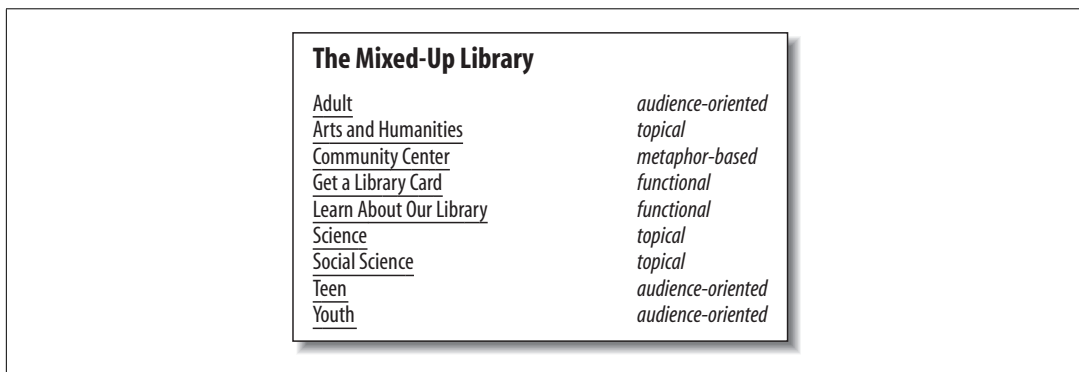 The Mixed-Up Library
Adult audience-oriented
Arts and Humanities topical
Community Center metaphor-based
Get a Library Card functional
Learn About Our Library functional
Science topical
Social Science topical
Teen audience-oriented
Youth audience-oriented